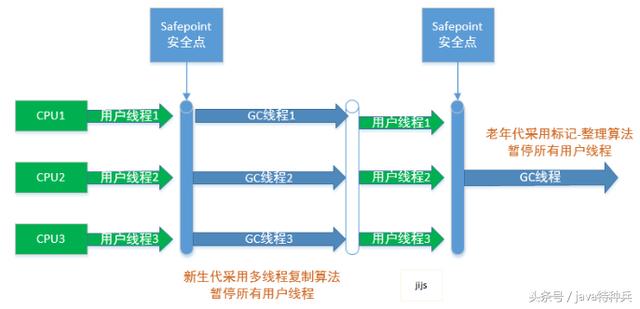 Safepoint
安全点
Safepoint
安全点
CPU1
用户线程1
GC线程1
用户线程1
老年代采用标记-整理算法
暂停所有用户线程
CPU2
用户线程2
GC线程2
用户线程2
GC线程
CPU3
用户线程3
GC线程3
用户线程3
新生代采用多线程复制算法
暂停所有用户线程
jijs
头条号 / java特种兵